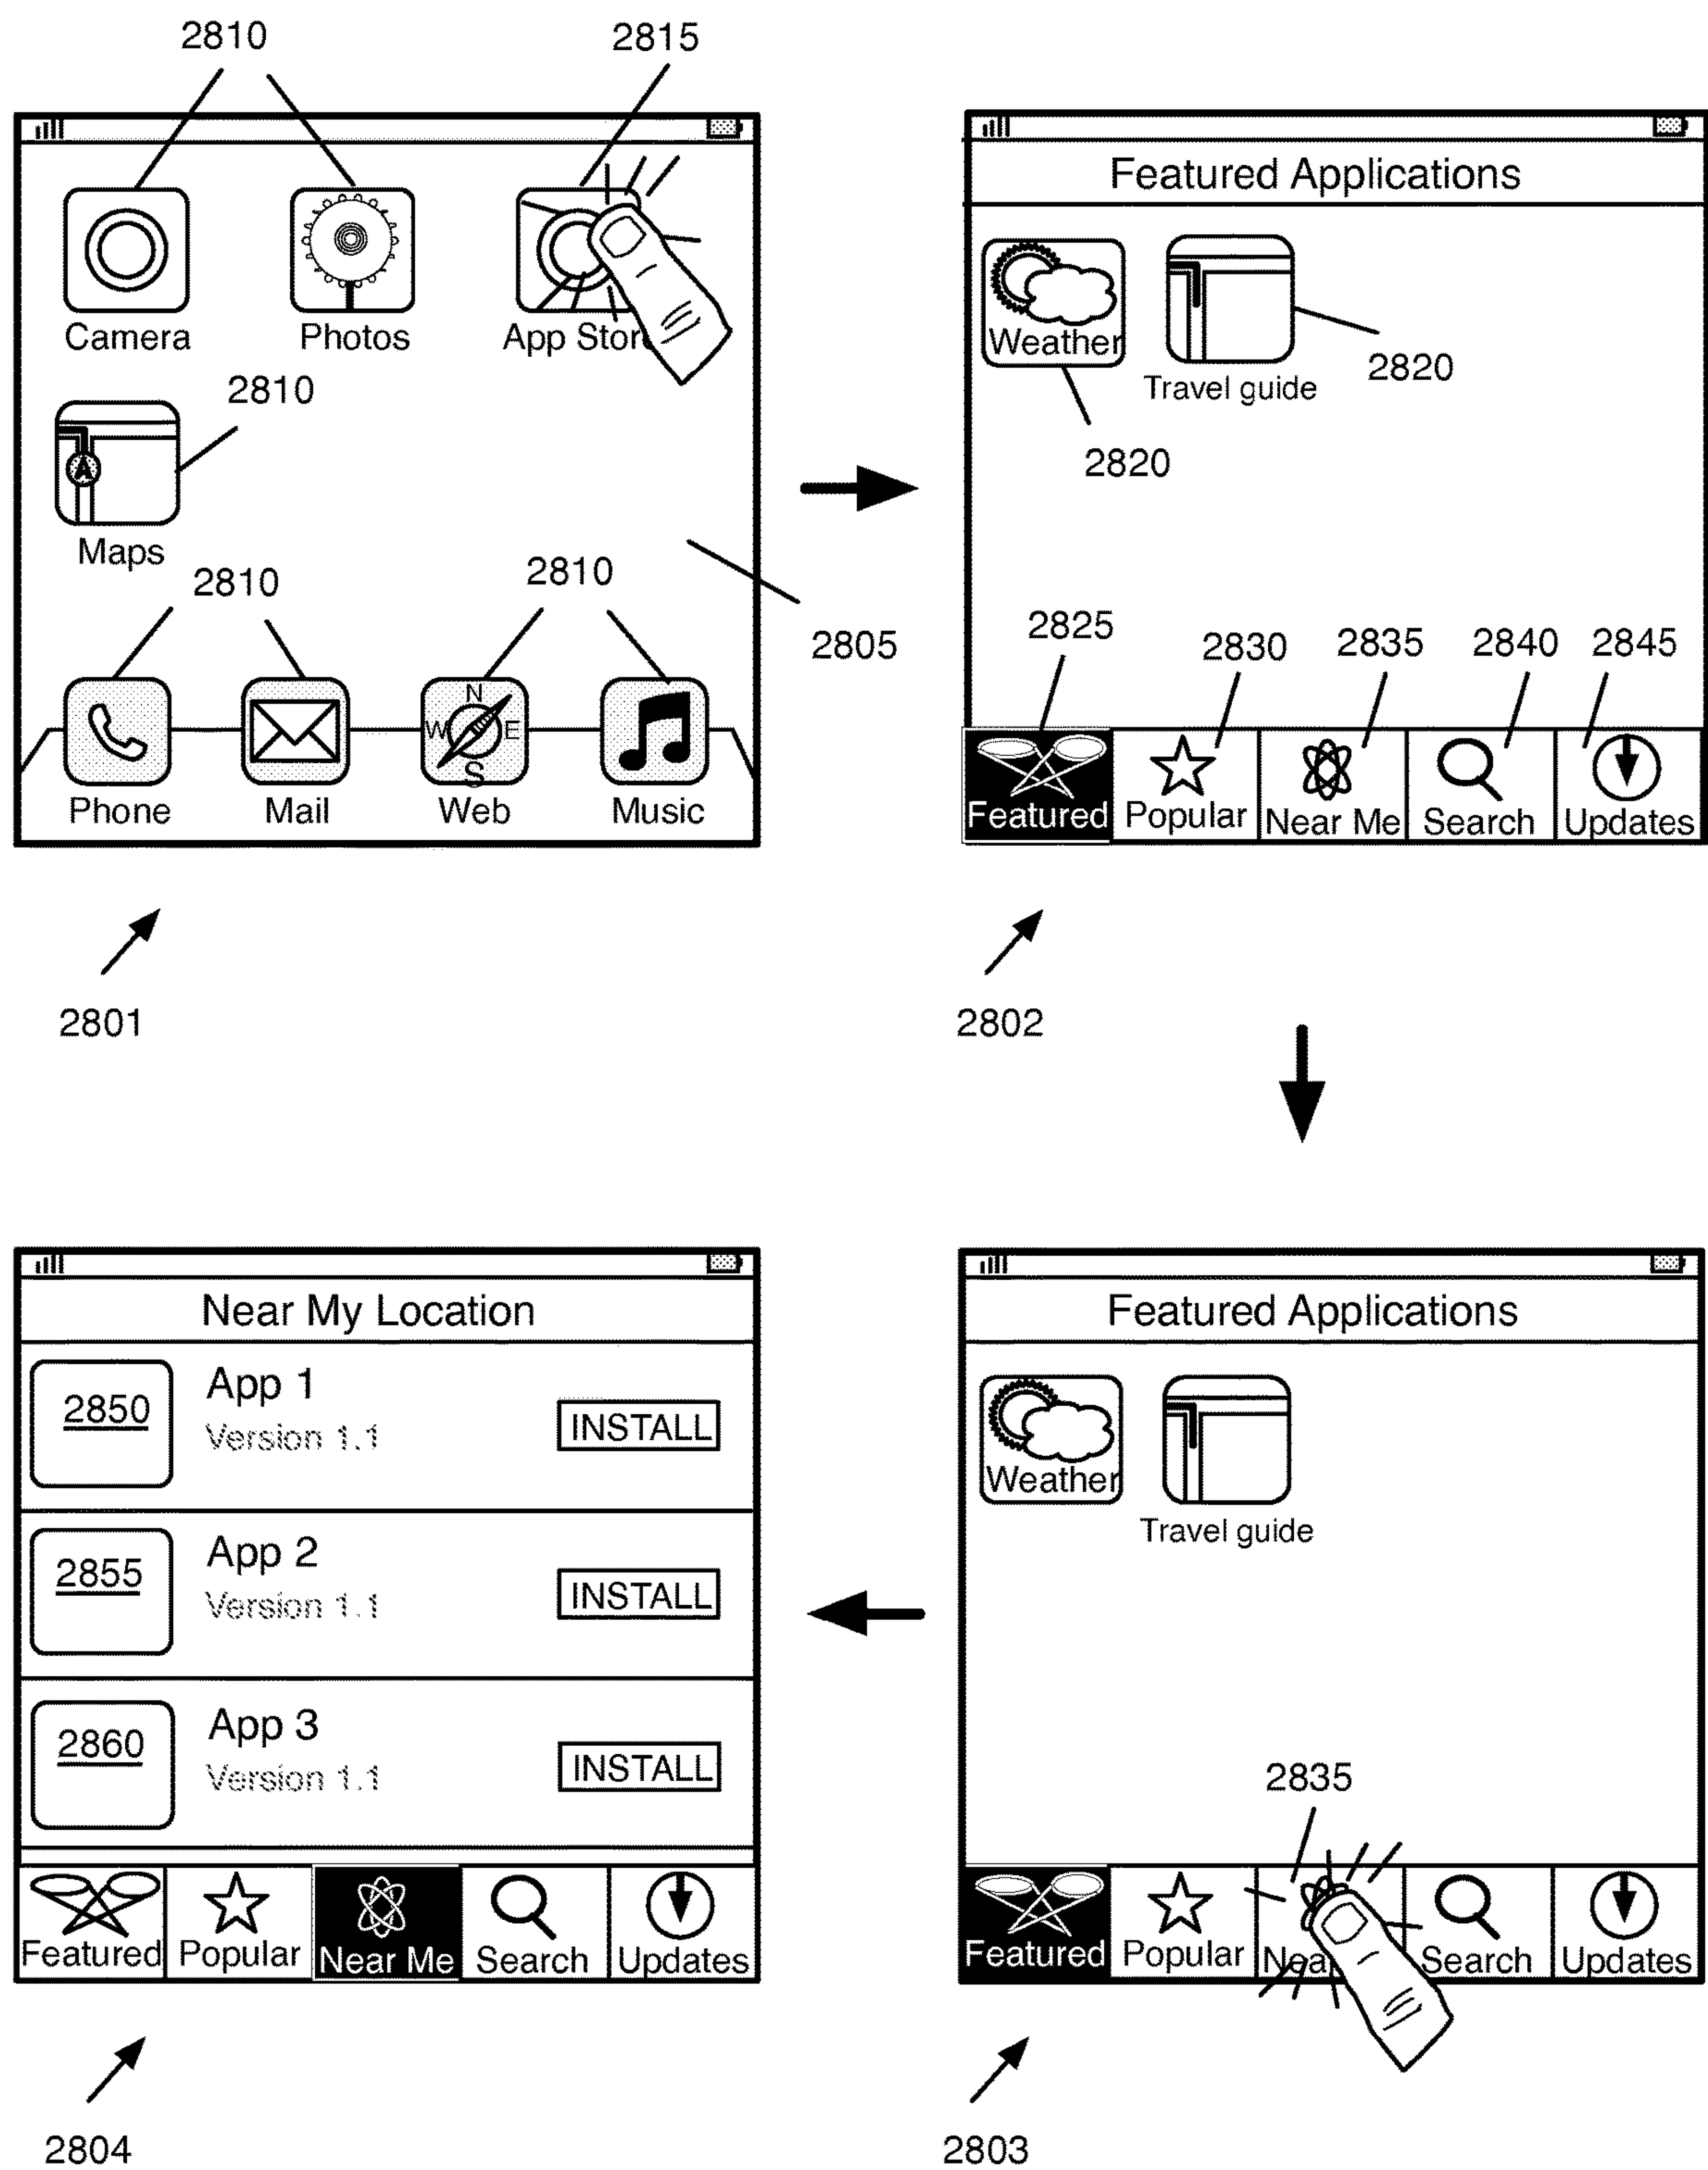 2810
2815
Camera
Photos
App Stor
2810
A
Maps
2810
2810
2805
N
W
E
S
Phone
Mail
Web
Music
2801
Featured Applications
Weather
Travel guide
2820
2820
2825
2830
2835
2840
2845
Featured
Popular
Near Me
Search
Updates
2802
Near My Location
2850
App 1
Version 1.1
INSTALL
2855
App 2
Version 1.1
INSTALL
2860
App 3
Version 1.1
INSTALL
Featured
Popular
Near Me
Search
Updates
2804
Featured Applications
Weather
Travel guide
2835
Featured
Popular
Nea
Search
Updates
2803